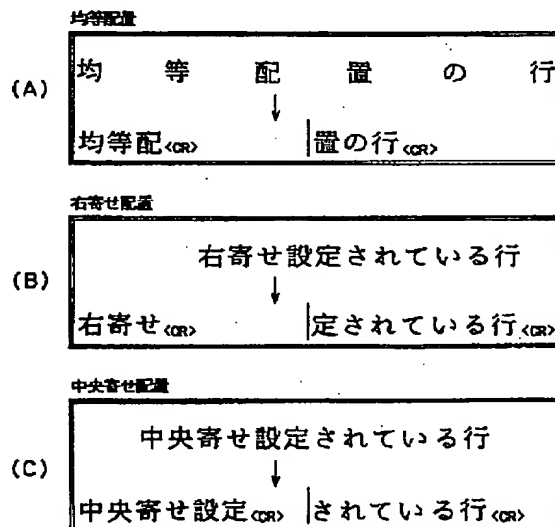 均等配置
(A)
均 等 配 置 の 行
↓
均等配<CR> |置の行<CR>
右寄せ配置
(B)
右寄せ設定されている行
↓
右寄せ<CR> |定されている行<CR>
中央寄せ配置
(C)
中央寄せ設定されている行
↓
中央寄せ設定<CR> |されている行<CR>